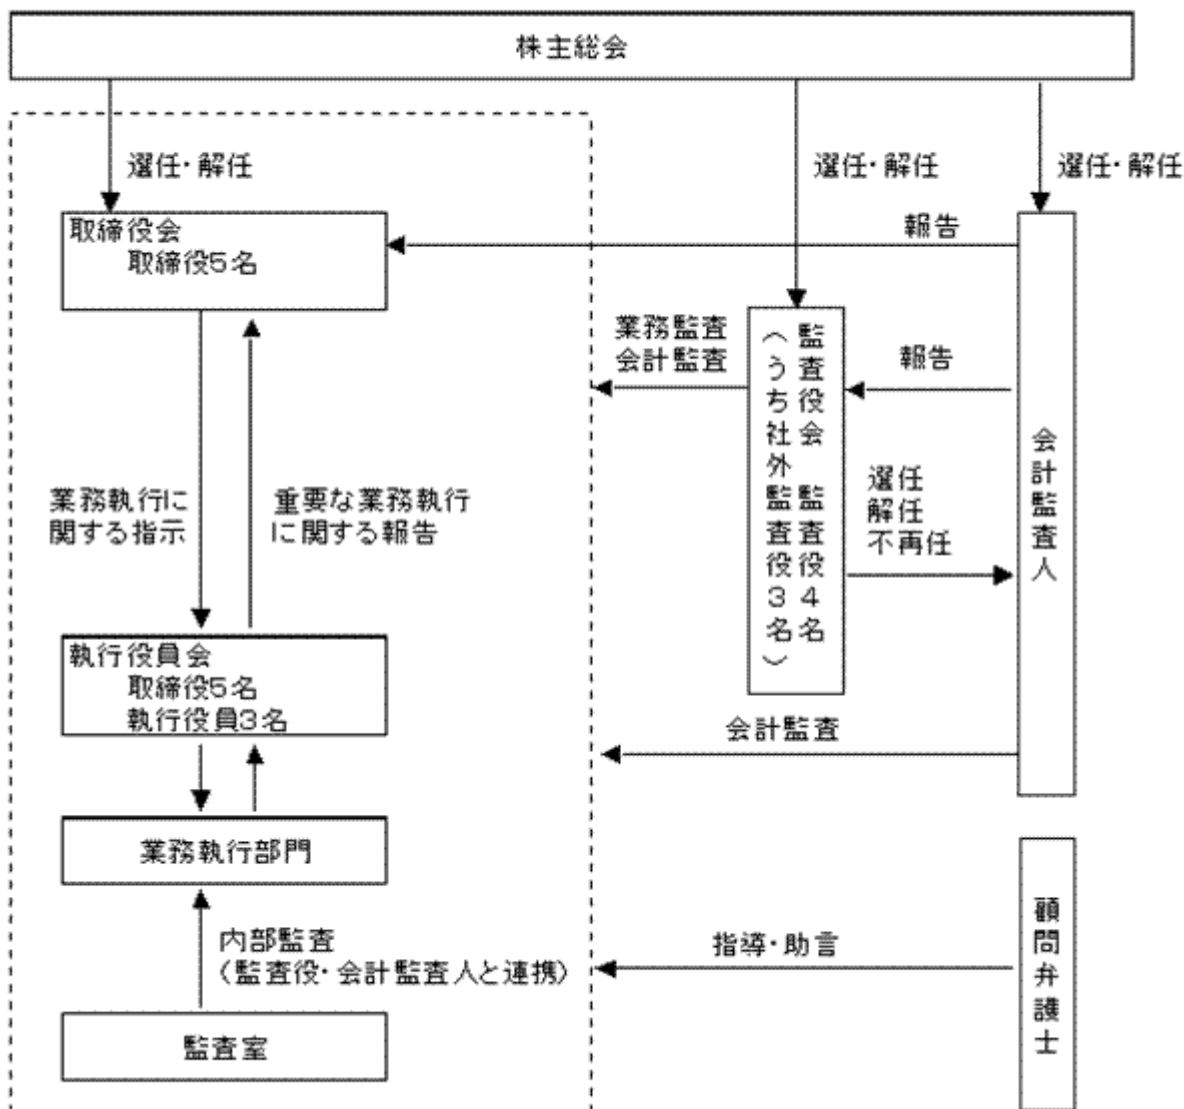 株主総会
選任・解任
選任・解任
選任・解任
取締役会
取締役5名
報告
業務監査
会計監査
監査役会 監査役4名
(うち社外監査役3名)
報告
会計監査人
選任
解任
不再任
業務執行に
関する指示
重要な業務執行
に関する報告
執行役員会
取締役5名
執行役員3名
会計監査
業務執行部門
内部監査
(監査役・会計監査人と連携)
指導・助言
顧問弁護士
監査室